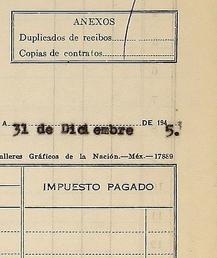 ANEXOS
Duplicados de recibos
Copias de contratos
A 31 de Diciembre DE 194 5.
alleres Gráficos de la Nación.—Méx.—17889
IMPUESTO PAGADO